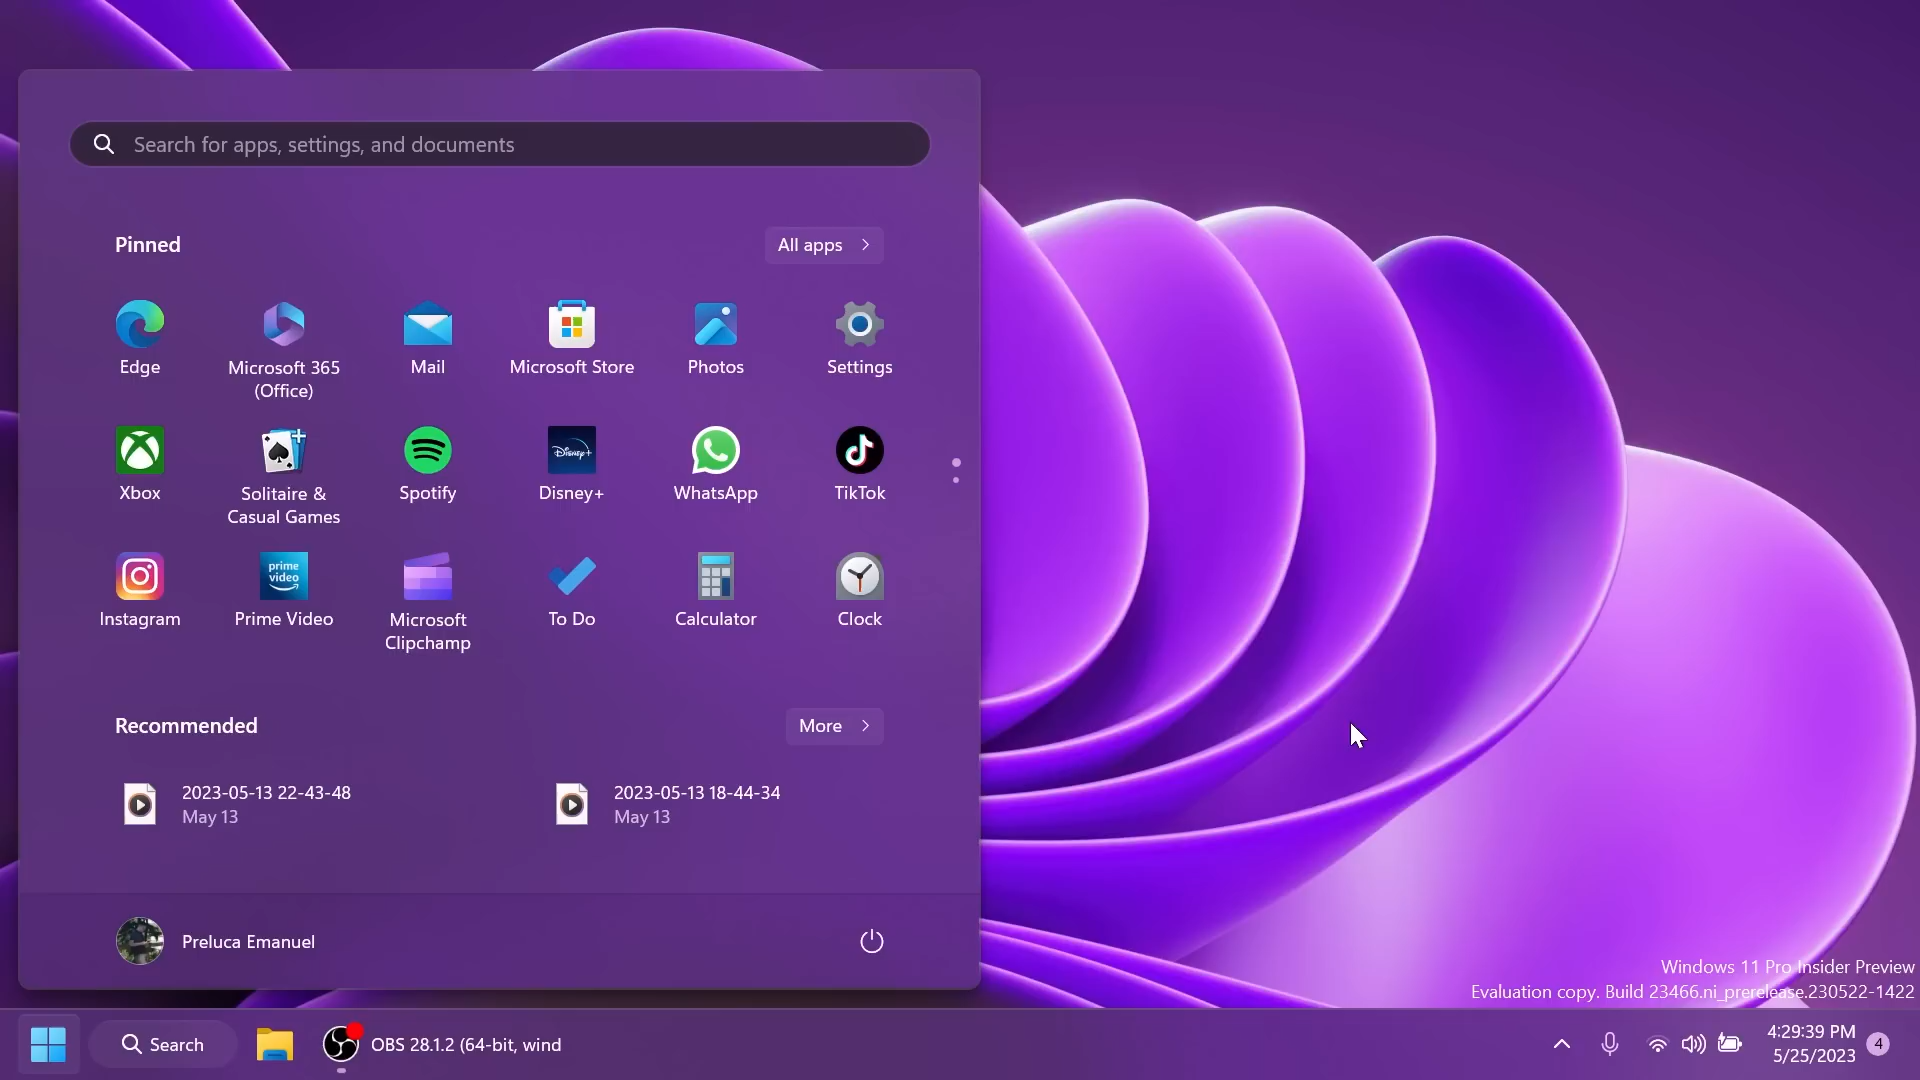 Search for apps, settings, and documents
Pinned
All apps
Edge
Microsoft 365
(Office)
Mail
Microsoft Store
Photos
Settings
Xbox
Solitaire &
Casual Games
Spotify
Disney+
Disney+
WhatsApp
TikTok
Instagram
prime
video
Prime Video
Microsoft
Clipchamp
To Do
Calculator
Clock
Recommended
More
2023-05-13 22-43-48
May 13
2023-05-13 18-44-34
May 13
Preluca Emanuel
Windows 11 Pro Insider Preview
Evaluation copy. Build 23466.ni_prerelease.230522-1422
Search
OBS 28.1.2 (64-bit, wind
4:29:39 PM
5/25/2023
4